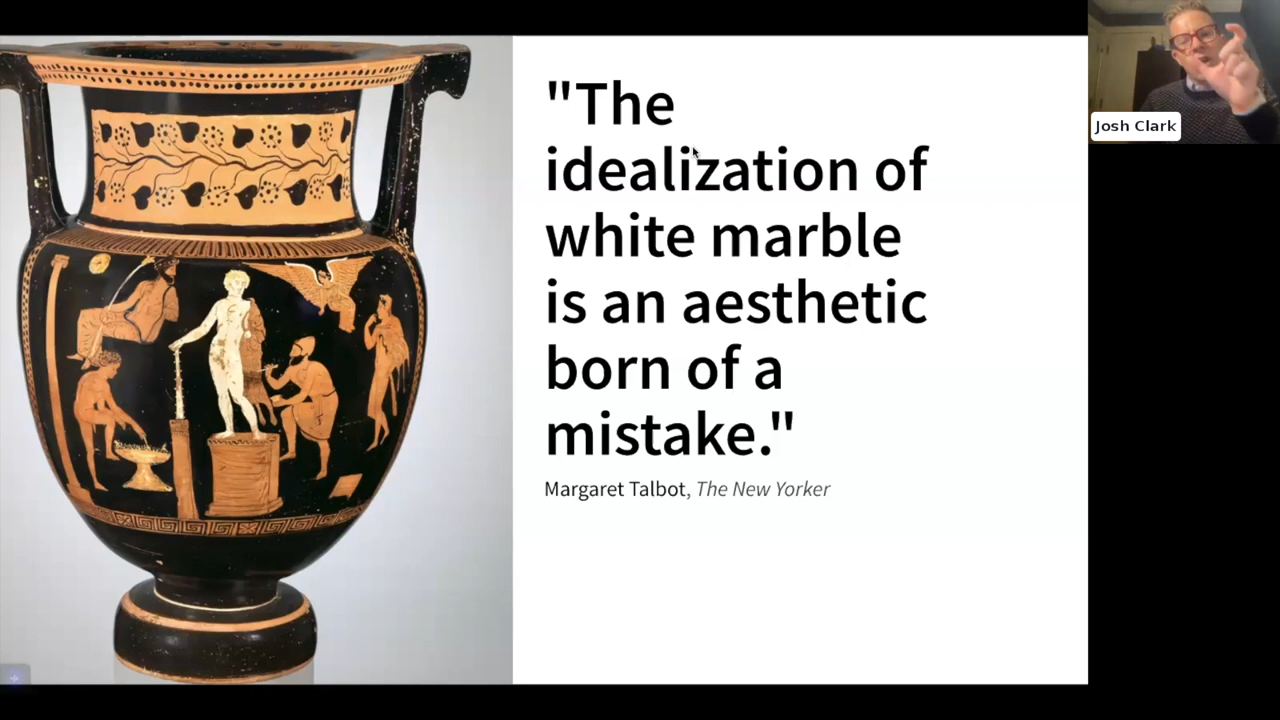 "The
idealization of
white marble
is an aesthetic
born of a
mistake."
Margaret Talbot, The New Yorker
Josh Clark